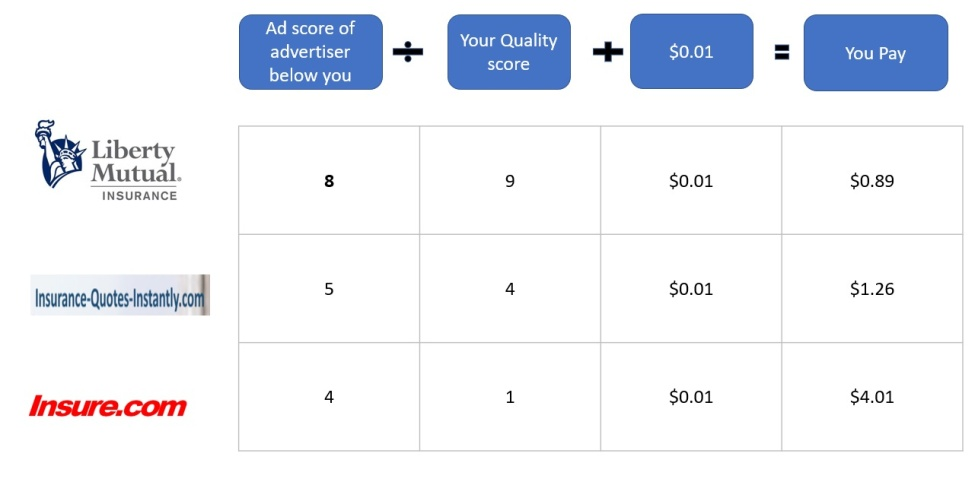 Ad score of
advertiser
below you
÷
Your Quality
score
+
$0.01
=
You Pay
Liberty
Mutual.
INSURANCE
8
9
$0.01
$0.89
Insurance-Quotes-Instantly.com
5
4
$0.01
$1.26
Insure.com
4
1
$0.01
$4.01